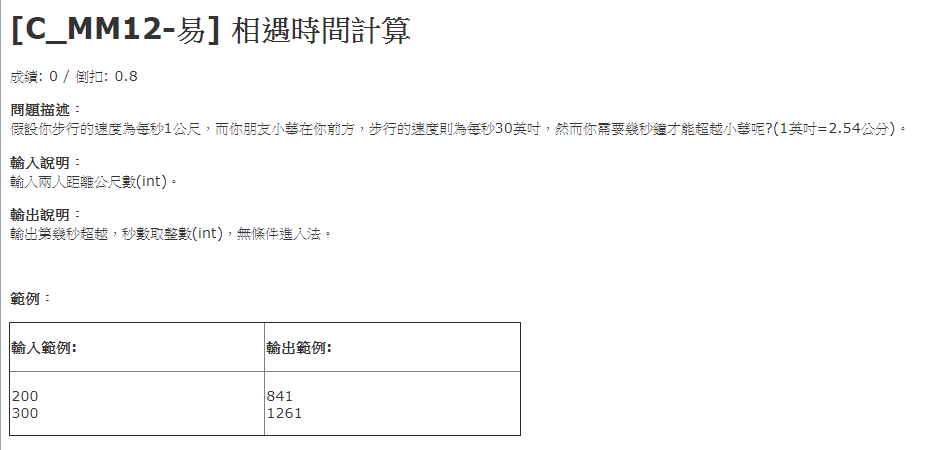 [C_MM12-易] 相遇時間計算
成績: 0 / 倒扣: 0.8
問題描述：
假設你步行的速度為每秒1公尺，而你朋友小華在你前方，步行的速度則為每秒30英吋，然而你需要幾秒鐘才能超越小華呢?(1英吋=2.54公分)。
輸入說明：
輸入兩人距離公尺數(int)。
輸出說明：
輸出第幾秒超越，秒數取整數(int)，無條件進入法。
範例：
輸入範例:
輸出範例:
200
300
841
1261